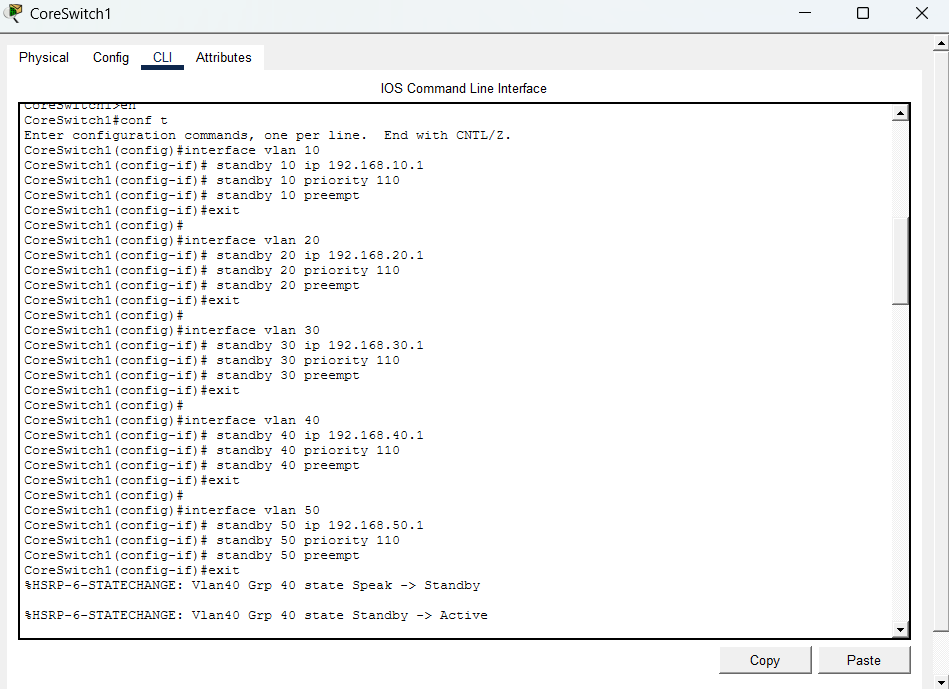 CoreSwitch1
Physical Config CLI Attributes
IOS Command Line Interface
CoreSwitch1>en
CoreSwitch1#conf t
Enter configuration commands, one per line.  End with CNTL/Z.
CoreSwitch1(config)#interface vlan 10
CoreSwitch1(config-if)# standby 10 ip 192.168.10.1
CoreSwitch1(config-if)# standby 10 priority 110
CoreSwitch1(config-if)# standby 10 preempt
CoreSwitch1(config-if)#exit
CoreSwitch1(config)#
CoreSwitch1(config)#interface vlan 20
CoreSwitch1(config-if)# standby 20 ip 192.168.20.1
CoreSwitch1(config-if)# standby 20 priority 110
CoreSwitch1(config-if)# standby 20 preempt
CoreSwitch1(config-if)#exit
CoreSwitch1(config)#
CoreSwitch1(config)#interface vlan 30
CoreSwitch1(config-if)# standby 30 ip 192.168.30.1
CoreSwitch1(config-if)# standby 30 priority 110
CoreSwitch1(config-if)# standby 30 preempt
CoreSwitch1(config-if)#exit
CoreSwitch1(config)#
CoreSwitch1(config)#interface vlan 40
CoreSwitch1(config-if)# standby 40 ip 192.168.40.1
CoreSwitch1(config-if)# standby 40 priority 110
CoreSwitch1(config-if)# standby 40 preempt
CoreSwitch1(config-if)#exit
CoreSwitch1(config)#
CoreSwitch1(config)#interface vlan 50
CoreSwitch1(config-if)# standby 50 ip 192.168.50.1
CoreSwitch1(config-if)# standby 50 priority 110
CoreSwitch1(config-if)# standby 50 preempt
CoreSwitch1(config-if)#exit
%HSRP-6-STATECHANGE: Vlan40 Grp 40 state Speak -> Standby
%HSRP-6-STATECHANGE: Vlan40 Grp 40 state Standby -> Active
Copy Paste